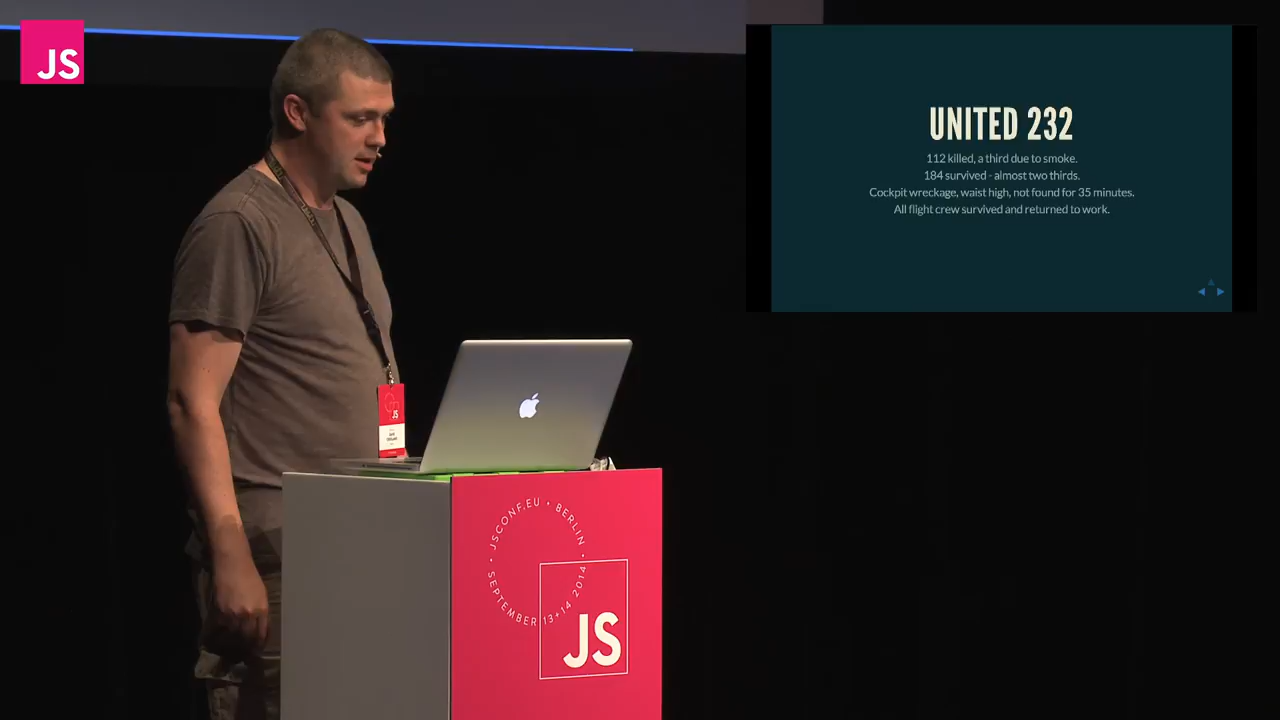 JS
UNITED 232
112 killed, a third due to smoke.
184 survived - almost two thirds.
Cockpit wreckage, waist high, not found for 35 minutes.
All flight crew survived and returned to work.
JS
JSCONF.EU • BERLIN • SEPTEMBER 13+14 2014 •
JS